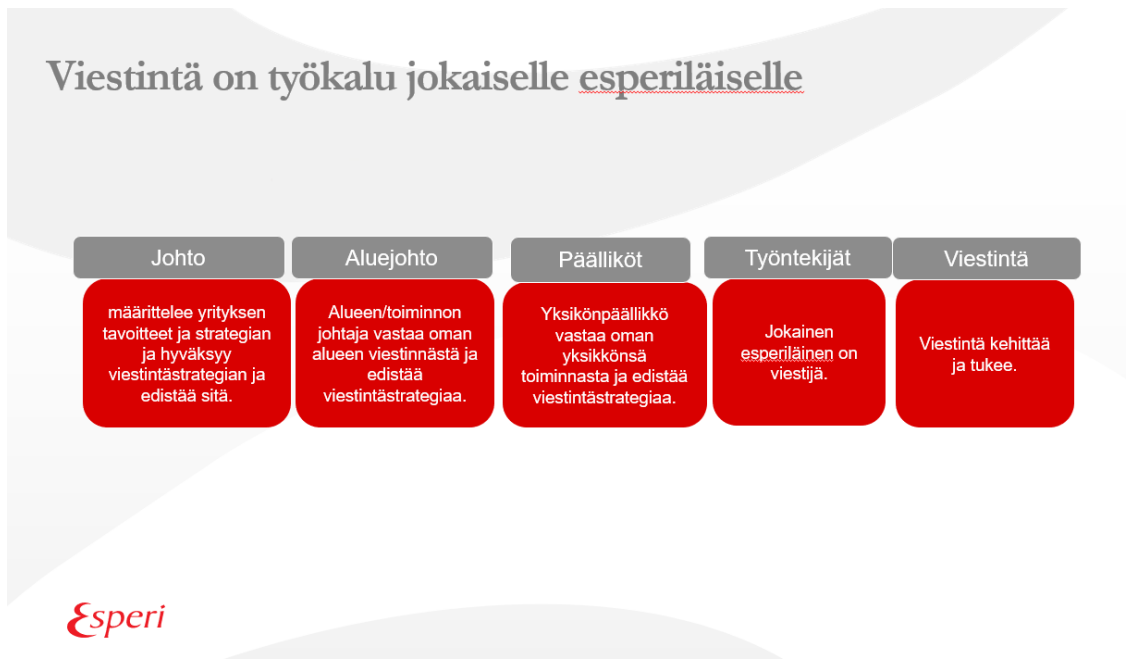 Viestintä on työkalu jokaiselle esperiläiselle
Johto
määrittelee yrityksen
tavoitteet ja strategian
ja hyväksyy
viestintästrategian ja
edistää sitä.
Aluejohto
Alueen/toiminnon
johtaja vastaa oman
alueen viestinnästä ja
edistää
viestintästrategiaa.
Päälliköt
Yksikönpäällikkö
vastaa oman
yksikkönsä
toiminnasta ja edistää
viestintästrategiaa.
Työntekijät
Jokainen
esperiläinen on
viestijä.
Viestintä
Viestintä kehittää
ja tukee.
Esperi